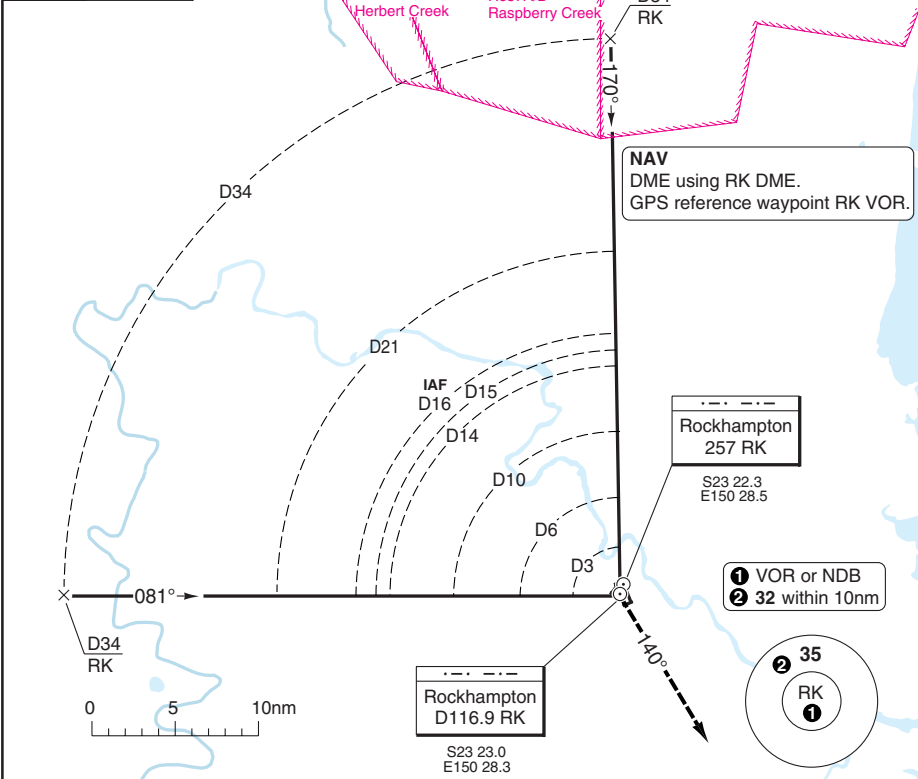 Herbert Creek
Raspberry Creek
RK
170°
NAV
DME using RK DME.
GPS reference waypoint RK VOR.
D34
D21
IAF
D16
D15
D14
D10
D6
D3
Rockhampton
257 RK
S23 22.3
E150 28.5
081°
D34
RK
140°
1 VOR or NDB
2 32 within 10nm
2 35
RK
1
0 5 10nm
Rockhampton
D116.9 RK
S23 23.0
E150 28.3